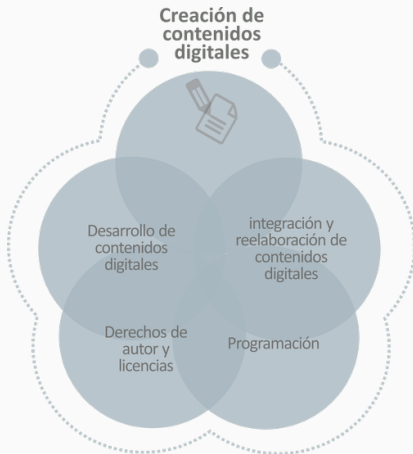 Creación de
contenidos
digitales
Desarrollo de
contenidos
digitales
integración y
reelaboración de
contenidos
digitales
Derechos de
autor y
licencias
Programación